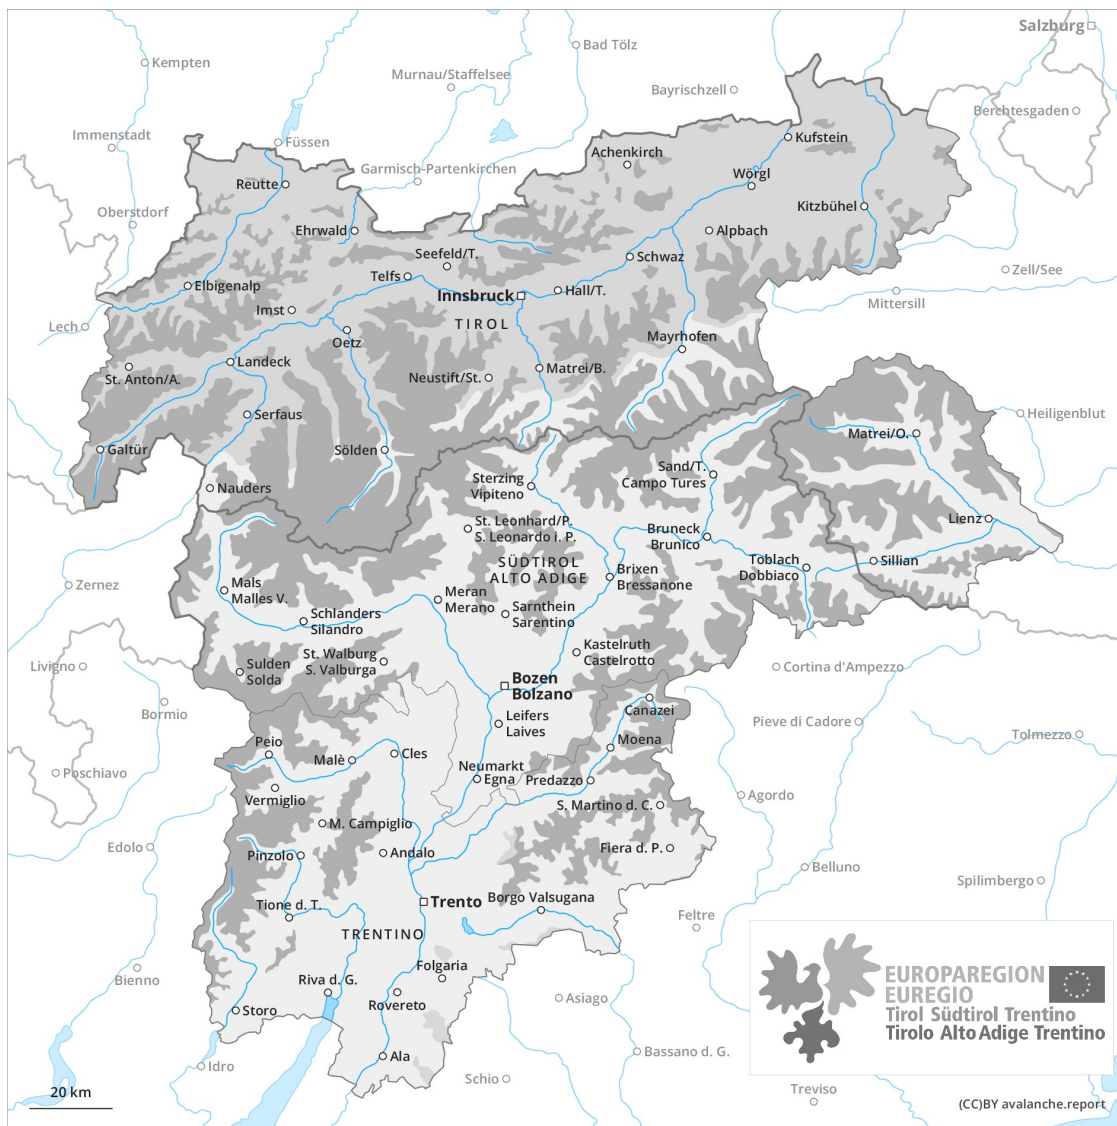 Salzburg
Bad Tölz
Kempten
Murnau/Staffelsee
Bayrischzell
Berchtesgaden
Immenstadt
Füssen
Kufstein
Achenkirch
Garmisch-Partenkirchen
Wörgl
Reutte
Kitzbühel
Oberstdorf
Ehrwald
Alpbach
Seefeld/T.
Schwaz
Telfs
Zell/See
Elbigenalp
Innsbruck
Hall/T.
Mittersill
Imst
TIROL
Lech
Oetz
Mayrhofen
Landeck
St. Anton/A.
Matrei/B.
Neustift/St.
Serfaus
Heiligenblut
Matrei/O.
Galtür
Sölden
Sand/T.
Campo Tures
Sterzing
Vipiteno
Nauders
Lienz
St. Leonhard/P.
S. Leonardo i. P.
Bruneck
Brunico
SÜDTIROL
ALTO ADIGE
Toblach
Dobbiaco
Sillian
Brixen
Bressanone
Zernez
Mals
Malles V.
Meran
Merano
Sarnthein
Sarentino
Schlanders
Silandro
Kastelruth
Castelrotto
St. Walburg
S. Valburga
Livigno
Sulden
Solda
Cortina d'Ampezzo
Bozen
Bolzano
Bormio
Canazei
Leifers
Laives
Pieve di Cadore
Tolmezzo
Peio
Moena
Malè
Cles
Poschiavo
Neumarkt
Egna
Predazzo
Vermiglio
Agordo
S. Martino d. C.
M. Campiglio
Edolo
Pinzolo
Andalo
Fiera d. P.
Belluno
Spilimbergo
Tione d. T.
Trento
Borgo Valsugana
Feltre
TRENTINO
Folgaria
Bienno
Riva d. G.
Rovereto
Asiago
Storo
Ala
Idro
Bassano d. G.
Schio
Treviso
EUROPAREGION
EUREGIO
Tirol Südtirol Trentino
Tirolo Alto Adige Trentino
20 km
(CC)BY avalanche.report